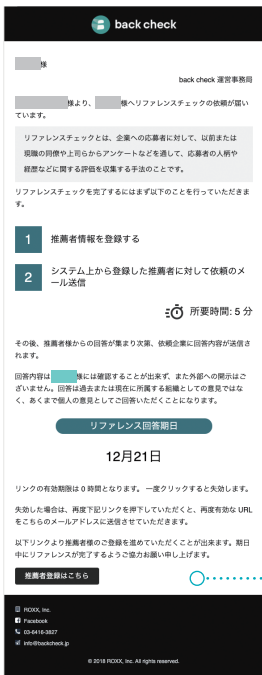 back check
様
back check 運営事務局
様より、 様へリファレンスチェックの依頼が届い
ています。
リファレンスチェックとは、企業への応募者に対して、以前または
現職の同僚や上司らからアンケートなどを通して、応募者の人柄や
経歴などに関する評価を収集する手法のことです。
リファレンスチェックを完了するにはまず以下のことを行っていただきま
す。
1 推薦者情報を登録する
2 システム上から登録した推薦者に対して依頼のメ
ール送信
所要時間: 5 分
その後、推薦者様からの回答が集まり次第、依頼企業に回答内容が送信さ
れます。
回答内容は 様には確認することが出来ず、また外部への開示はご
ざいません。回答は過去または現在に所属する組織としての意見ではな
く、あくまで個人の意見としてご回答いただくことになります。
リファレンス回答期日
12月21日
リンクの有効期限は 0 時間となります。 一度クリックすると失効します。
失効した場合は、再度下記リンクを押下していただくと、再度有効な URL
をこちらのメールアドレスに送信させていただきます。
以下リンクより推薦者様のご登録を進めていただくことが出来ます。期日
中にリファレンスが完了するようご協力お願い申し上げます。
推薦者登録はこちら
ROXX, Inc.
Facebook
03-6416-3827
info@backcheck.jp
© 2018 ROXX, Inc. All rights reserved.